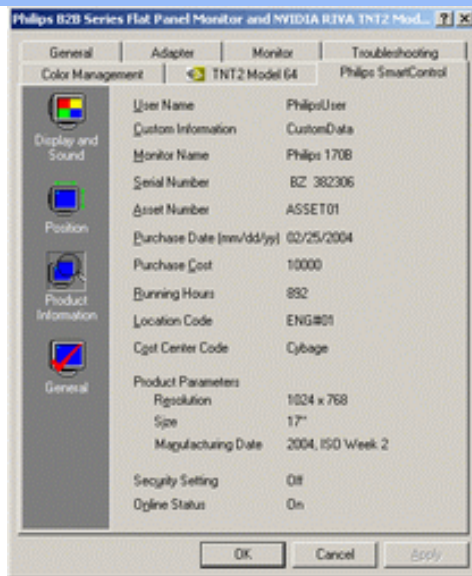 Philips B2B Series Flat Panel Monitor and NVIDIA RIVA TNT2 Mod...
General Adapter Monitor Troubleshooting
Color Management TNT2 Model 64 Philips SmartControl
Display and Sound
Position
Product Information
General
User Name PhilipsUser
Custom Information CustomData
Monitor Name Philips 170B
Serial Number BZ 382306
Asset Number ASSET01
Purchase Date (mm/dd/yy) 02/25/2004
Purchase Cost 10000
Running Hours 892
Location Code ENG#01
Cost Center Code Cybage
Product Parameters
Resolution 1024 x 768
Size 17"
Manufacturing Date 2004, ISO Week 2
Security Setting Off
Online Status On
OK Cancel Apply